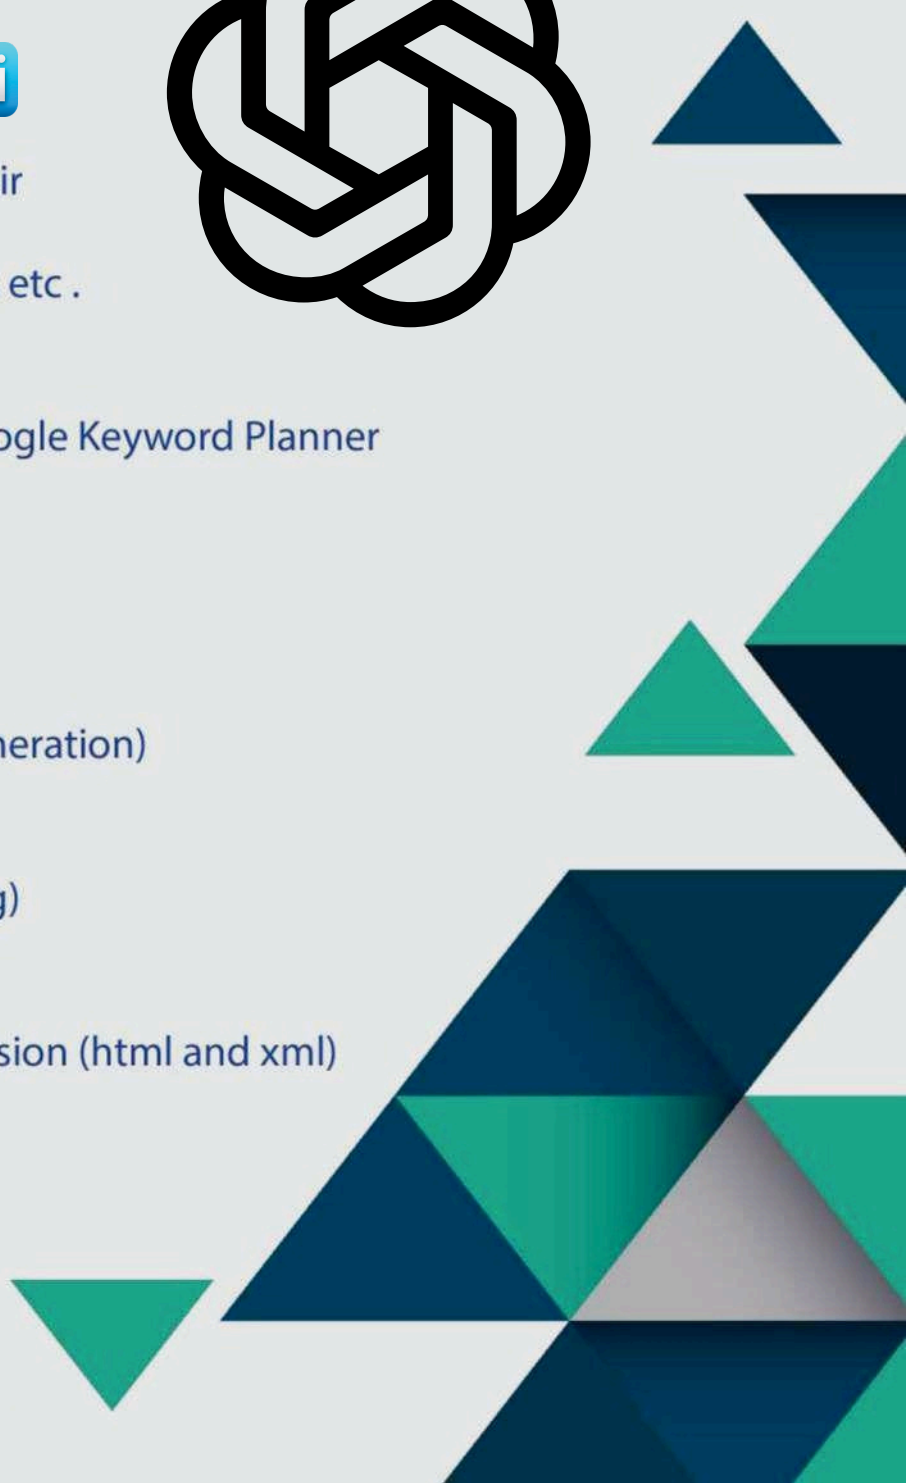 i
ir
etc .
ogle Keyword Planner
neration)
g)
sion (html and xml)